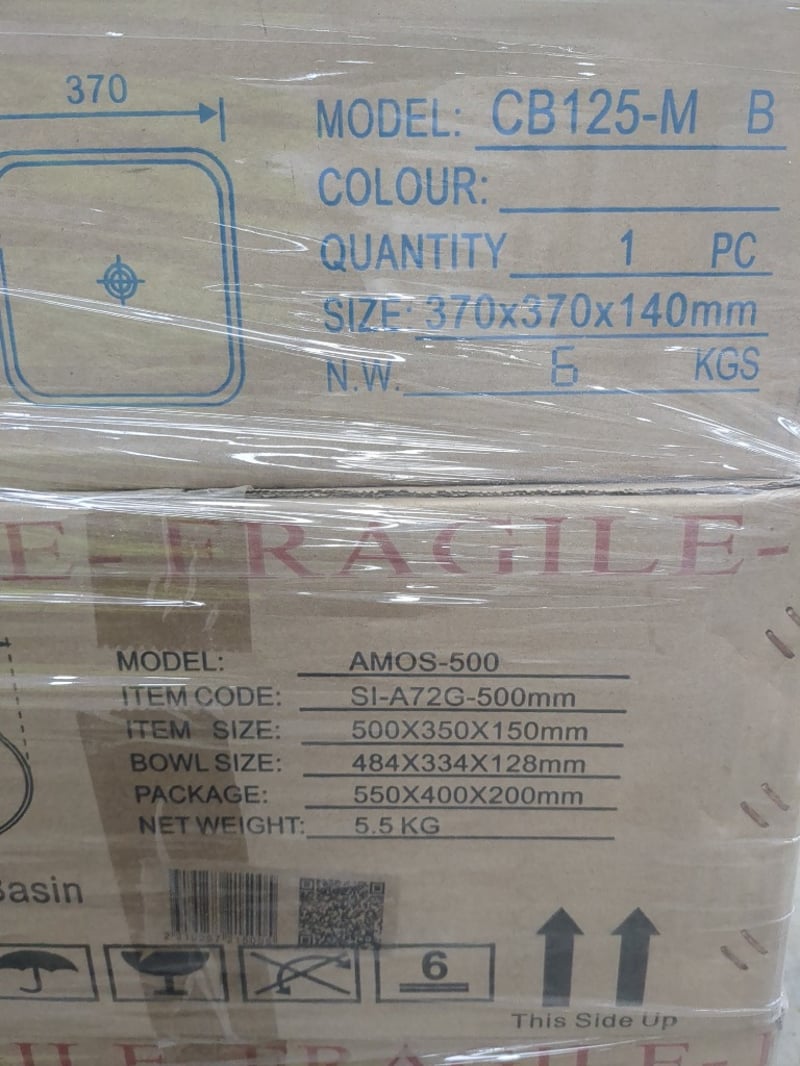 370
MODEL: CB125-M B
COLOUR:
QUANTITY 1 PC
SIZE: 370x370x140mm
N.W. 6 KGS
E-FRAGILE-
MODEL: AMOS-500
ITEM CODE: SI-A72G-500mm
ITEM SIZE: 500X350X150mm
BOWL SIZE: 484X334X128mm
PACKAGE: 550X400X200mm
NET WEIGHT: 5.5 KG
Basin
6
This Side Up
FRAGILE-